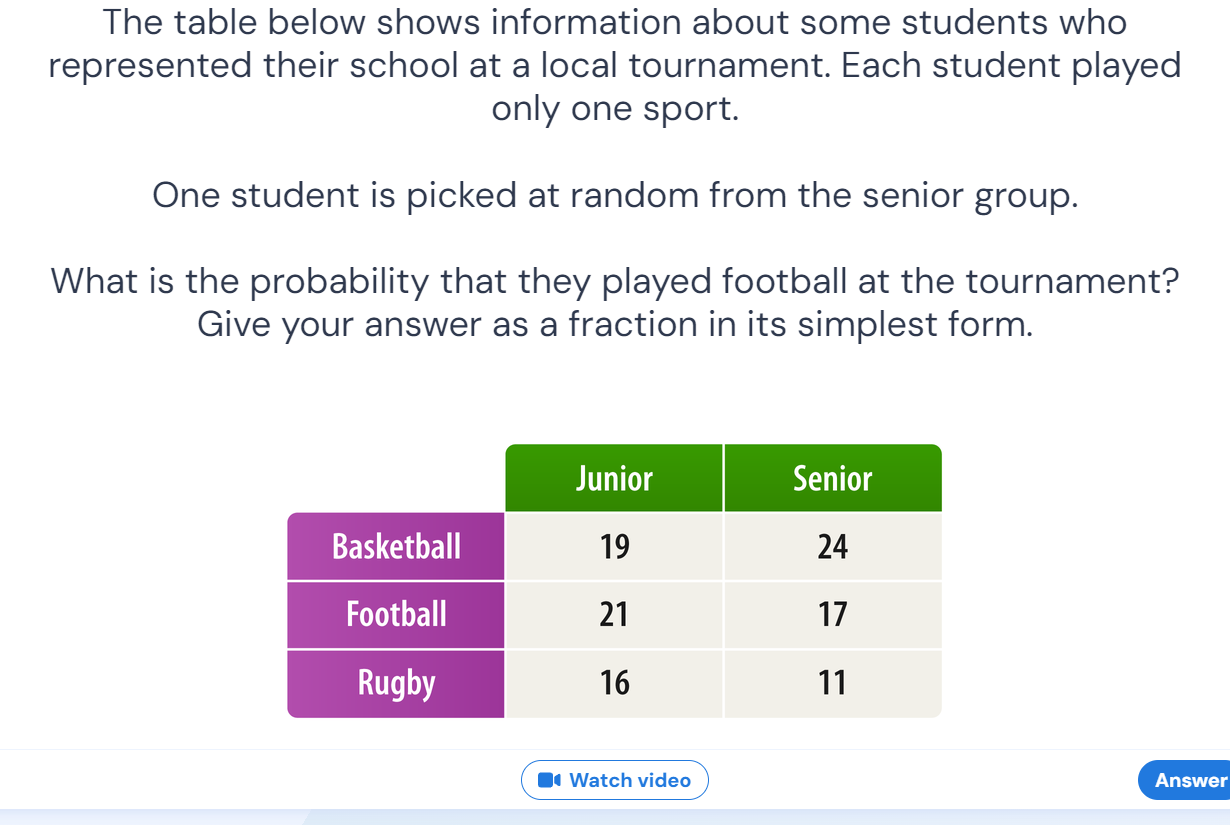 The table below shows information about some students who
represented their school at a local tournament. Each student played
only one sport.
One student is picked at random from the senior group.
What is the probability that they played football at the tournament?
Give your answer as a fraction in its simplest form.
Junior Senior
Basketball 19 24
Football 21 17
Rugby 16 11
Watch video Answer